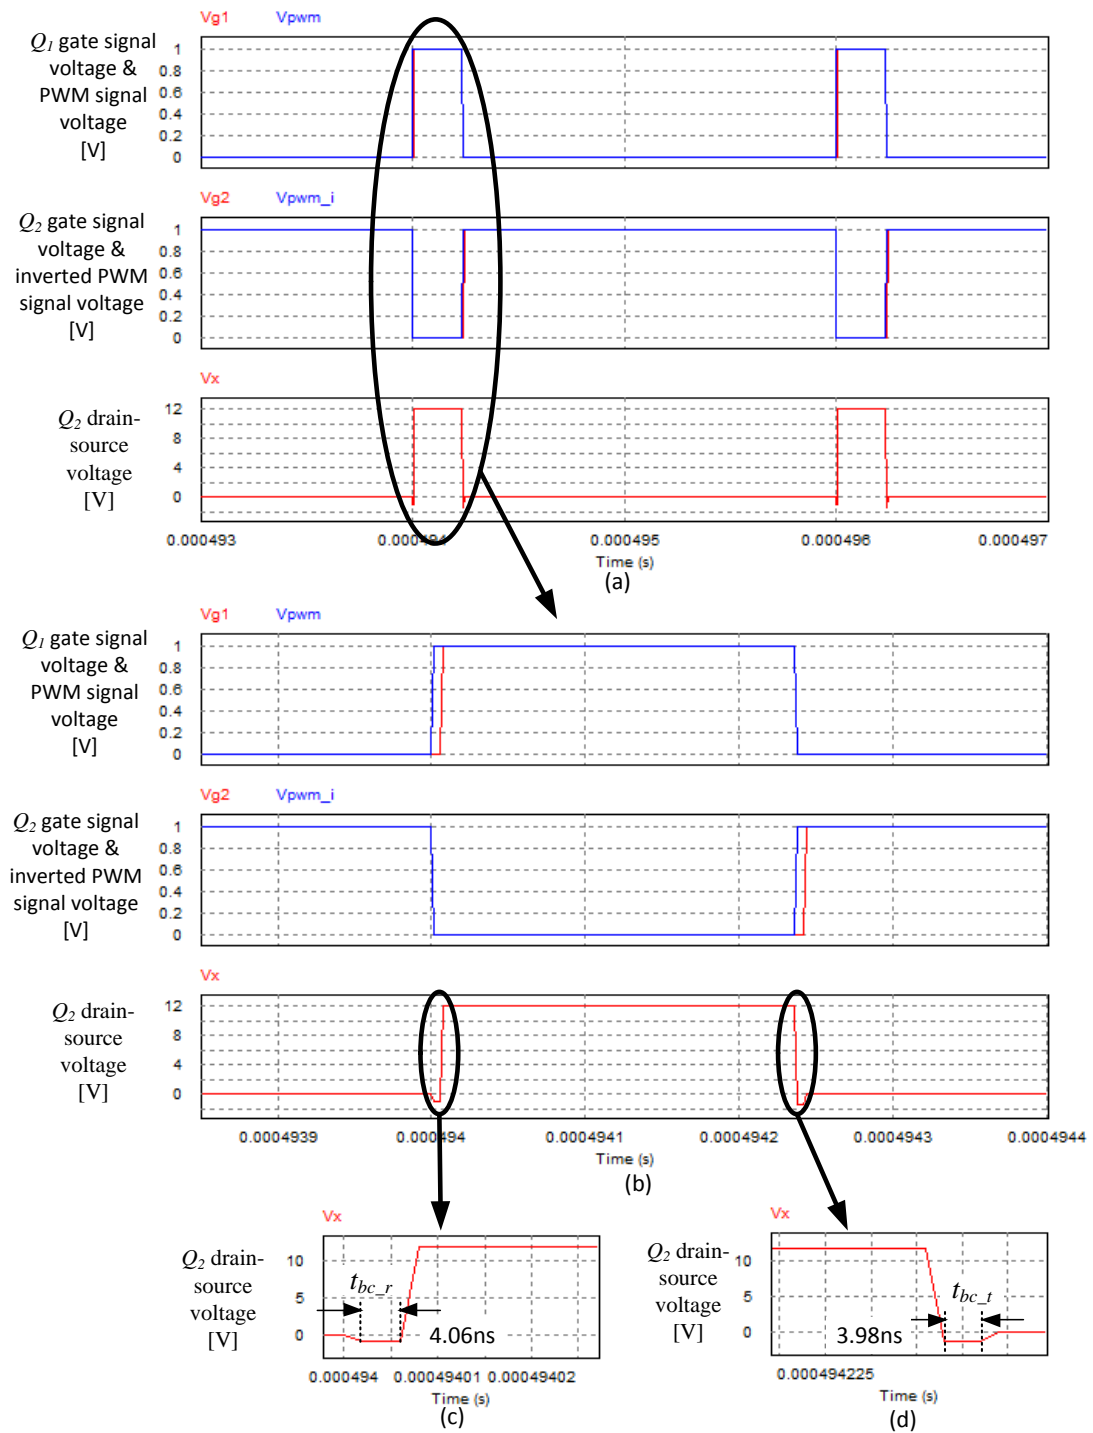 Vg1 Vpwm
Q1 gate signal
voltage &
PWM signal
voltage
[V]
1
0.8
0.6
0.4
0.2
0
Vg2 Vpwm_i
Q2 gate signal
voltage &
inverted PWM
signal voltage
[V]
1
0.8
0.6
0.4
0.2
0
Vx
Q2 drain-
source
voltage
[V]
12
8
4
0
0.000493 0.000494 0.000495 0.000496 0.000497
Time (s)
(a)
Vg1 Vpwm
Q1 gate signal
voltage &
PWM signal
voltage
[V]
1
0.8
0.6
0.4
0.2
0
Vg2 Vpwm_i
Q2 gate signal
voltage &
inverted PWM
signal voltage
[V]
1
0.8
0.6
0.4
0.2
0
Vx
Q2 drain-
source
voltage
[V]
12
8
4
0
0.0004939 0.000494 0.0004941 0.0004942 0.0004943 0.0004944
Time (s)
(b)
Vx
Q2 drain-
source
voltage
[V]
10
5
0
tbc_r
4.06ns
0.000494 0.000049401 0.000049402
Time (s)
(c)
Vx
Q2 drain-
source
voltage
[V]
10
5
0
tbc_t
3.98ns
0.000494225
Time (s)
(d)